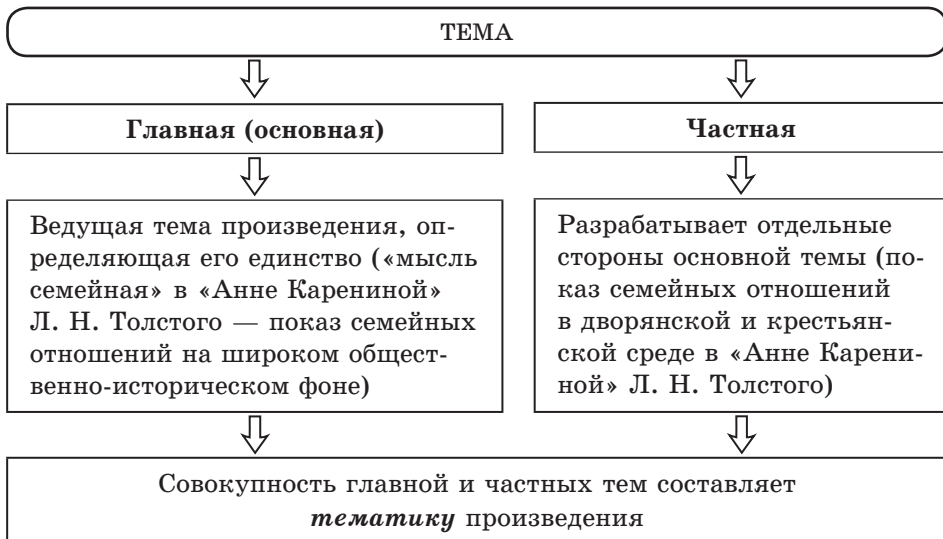 ТЕМА
Главная (основная)
Частная
Ведущая тема произведения, оп-
ределяющая его единство («мысль
семейная» в «Анне Карениной»
Л. Н. Толстого — показ семейных
отношений на широком общест-
венно-историческом фоне)
Разрабатывает отдельные
стороны основной темы (по-
каз семейных отношений
в дворянской и крестьян-
ской среде в «Анне Карени-
ной» Л. Н. Толстого)
Совокупность главной и частных тем составляет
тематику произведения